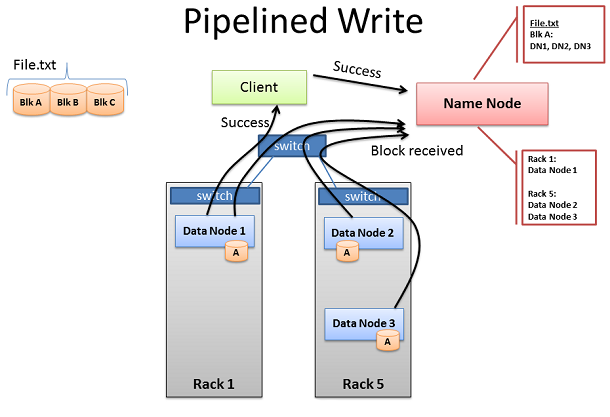 Pipelined Write
File.txt
Blk A
Blk B
Blk C
Client
Success
Name Node
File.txt
Blk A:
DN1, DN2, DN3
Success
switch
Block received
Rack 1:
Data Node 1
Rack 5:
Data Node 2
Data Node 3
switch
switch
Data Node 1
A
Data Node 2
A
Data Node 3
A
Rack 1
Rack 5